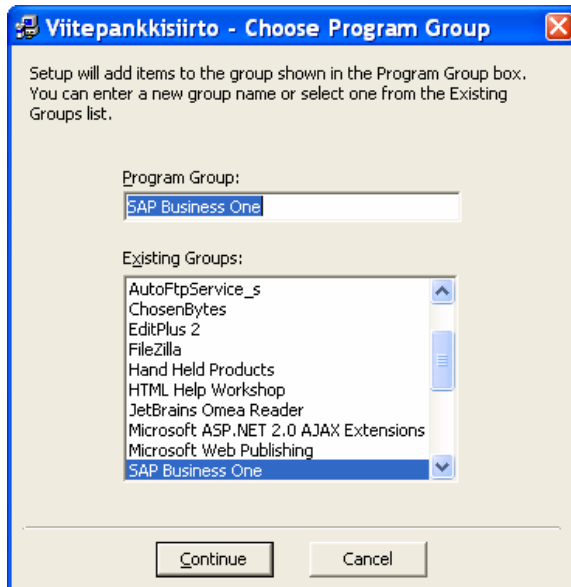 Viitepankkisiirto - Choose Program Group
Setup will add items to the group shown in the Program Group box.
You can enter a new group name or select one from the Existing
Groups list.
Program Group:
SAP Business One
Existing Groups:
AutoFtpService_s
ChosenBytes
EditPlus 2
FileZilla
Hand Held Products
HTML Help Workshop
JetBrains Omea Reader
Microsoft ASP.NET 2.0 AJAX Extensions
Microsoft Web Publishing
SAP Business One
Continue
Cancel